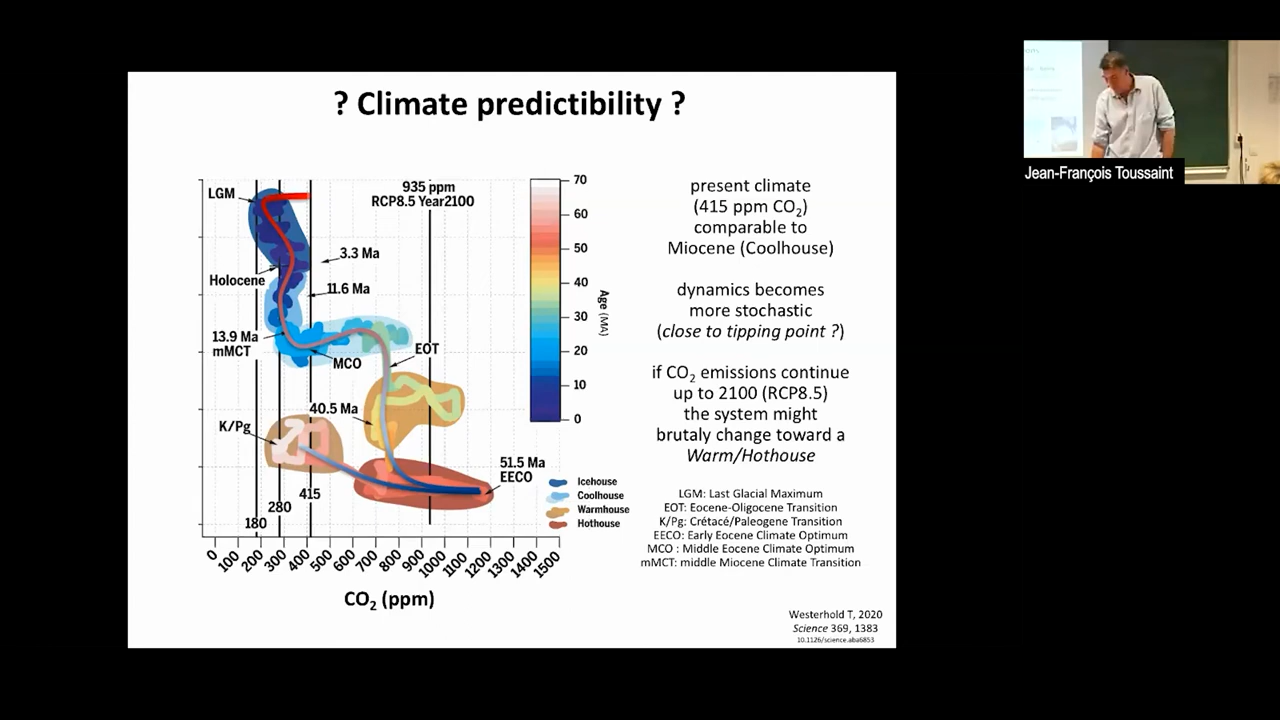 ? Climate predictibility ?
LGM
935 ppm
RCP8.5 Year2100
3.3 Ma
Holocene
11.6 Ma
13.9 Ma
mMCT
MCO
EOT
40.5 Ma
K/Pg
51.5 Ma
EECO
415
280
180
70
60
50
40
30
20
10
0
Age (Ma)
Icehouse
Coolhouse
Warmhouse
Hothouse
0 100 200 300 400 500 600 700 800 900 1000 1100 1200 1300 1400 1500
CO₂ (ppm)
present climate
(415 ppm CO₂)
comparable to
Miocene (Coolhouse)
dynamics becomes
more stochastic
(close to tipping point ?)
if CO₂ emissions continue
up to 2100 (RCP8.5)
the system might
brutaly change toward a
Warm/Hothouse
LGM: Last Glacial Maximum
EOT: Eocene-Oligocene Transition
K/Pg: Crétacé/Paleogene Transition
EECO: Early Eocene Climate Optimum
MCO : Middle Eocene Climate Optimum
mMCT: middle Miocene Climate Transition
Westerhold T, 2020
Science 369, 1383
10.1126/science.aba6853
Jean-François Toussaint